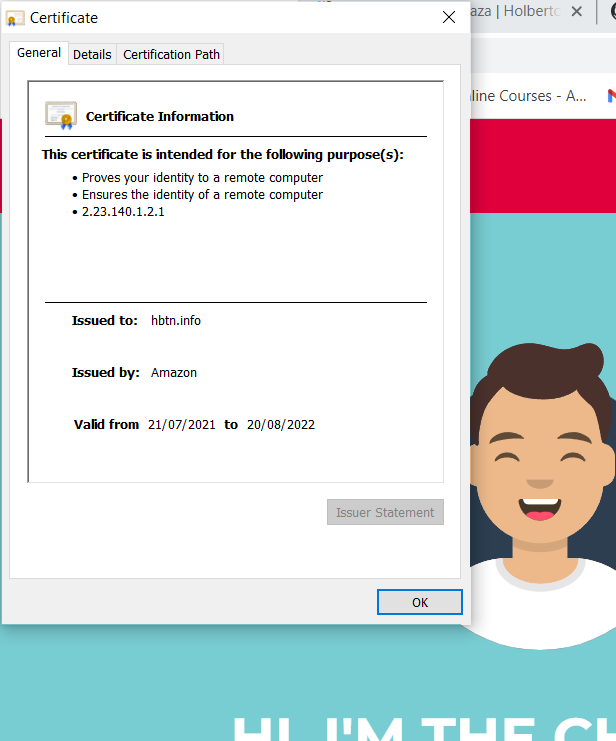 Certificate
aza | Holberto
General Details Certification Path
line Courses - A...
Certificate Information
This certificate is intended for the following purpose(s):
• Proves your identity to a remote computer
• Ensures the identity of a remote computer
• 2.23.140.1.2.1
Issued to: hbtn.info
Issued by: Amazon
Valid from 21/07/2021 to 20/08/2022
Issuer Statement
OK
HI, I'M THE CH